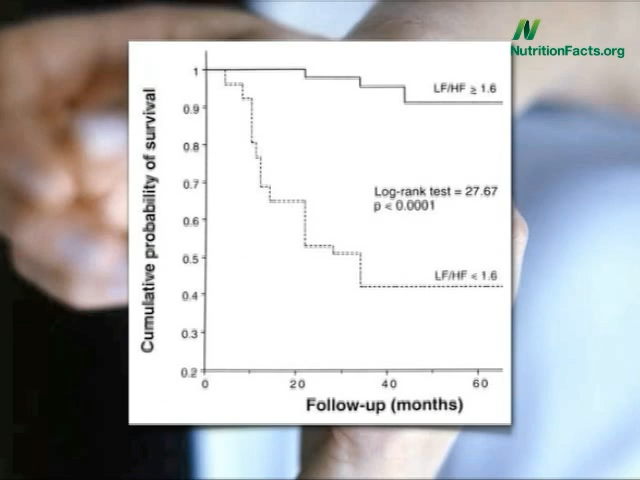 N
NutritionFacts.org
1
LF/HF ≥ 1.6
0.9
0.8
0.7
Log-rank test = 27.67
p < 0.0001
0.6
0.5
LF/HF < 1.6
0.4
0.3
0.2
0 20 40 60
Cumulative probability of survival
Follow-up (months)